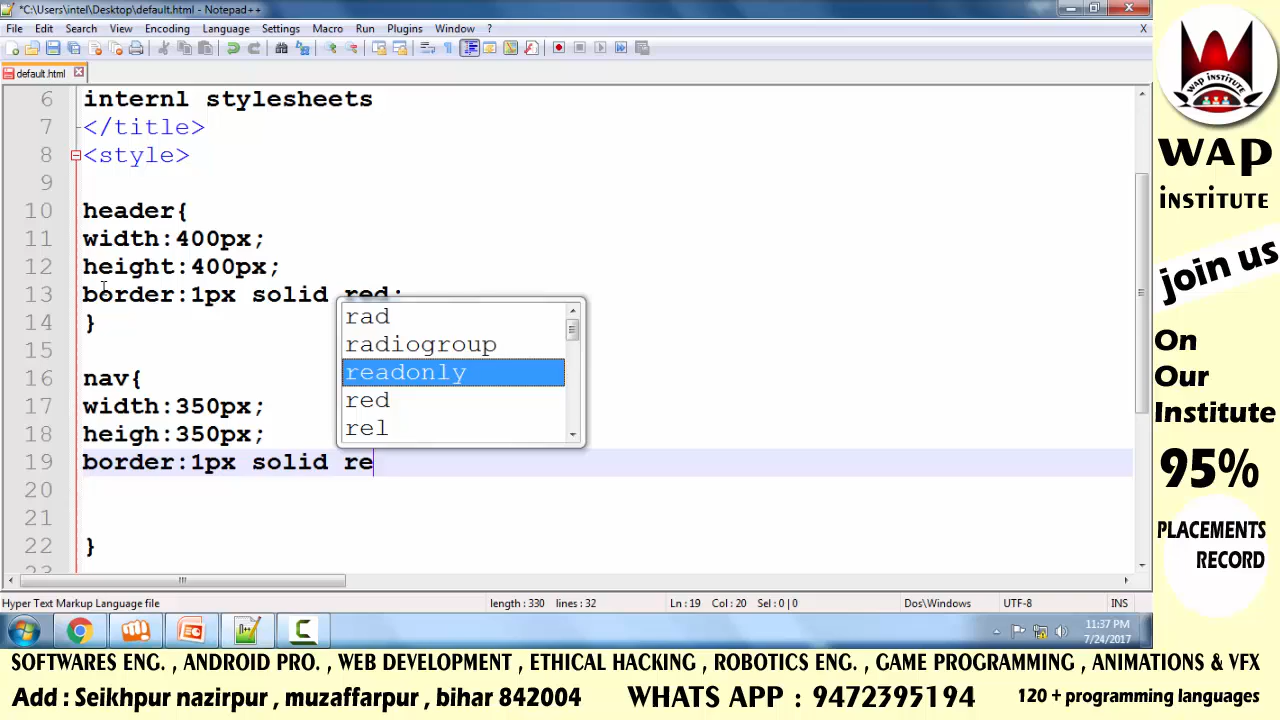 *C:\Users\intel\Desktop\default.html - Notepad++
File Edit Search View Encoding Language Settings Macro Run Plugins Window ? X
default.html
6 internl stylesheets
7 </title>
8 <style>
9
10 header{
11 width:400px;
12 height:400px;
13 border:1px solid red;
14 }
15
16 nav{
17 width:350px;
18 heigh:350px;
19 border:1px solid re
20
21
22 }
23
rad
radiogroup
readonly
red
rel
Hyper Text Markup Language file length : 330 lines : 32 Ln : 19 Col : 20 Sel : 0 | 0 Dos\Windows UTF-8 INS
11:37 PM
7/24/2017
wap institute
WAP
institute
join us
On
Our
Institute
95%
PLACEMENTS
RECORD
SOFTWARES ENG. , ANDROID PRO. , WEB DEVELOPMENT , ETHICAL HACKING , ROBOTICS ENG. , GAME PROGRAMMING , ANIMATIONS & VFX
Add : Seikhpur nazirpur , muzaffarpur , bihar 842004 WHATS APP : 9472395194 120 + programming languages